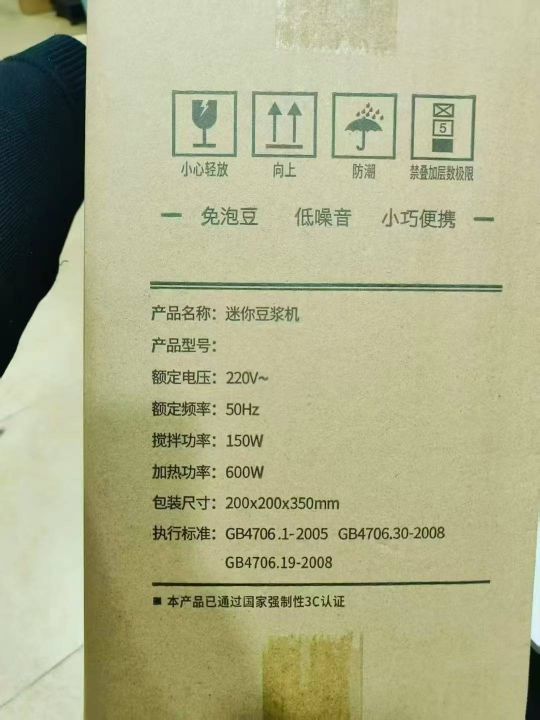 5
小心轻放 向上 防潮 禁叠加层数极限
免泡豆 低噪音 小巧便携
产品名称：迷你豆浆机
产品型号：
额定电压：220V~
额定频率：50Hz
搅拌功率：150W
加热功率：600W
包装尺寸：200x200x350mm
执行标准：GB4706.1-2005 GB4706.30-2008
GB4706.19-2008
■ 本产品已通过国家强制性3C认证